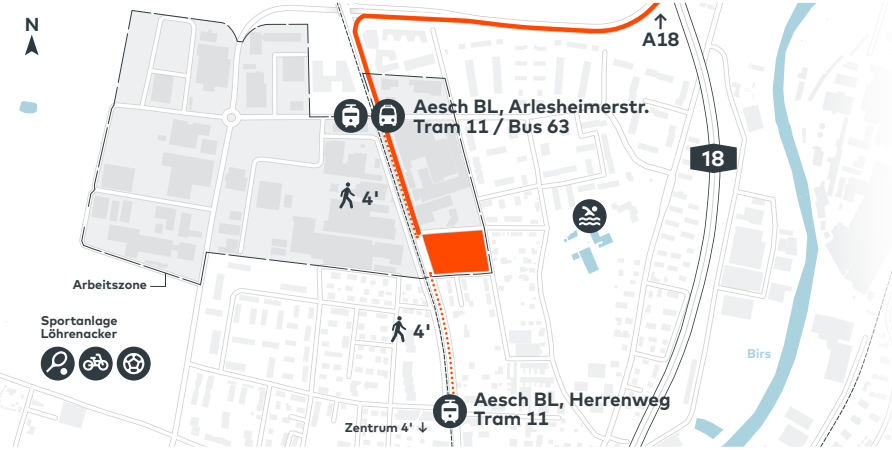 N
A18
Aesch BL, Arlesheimerstr.
Tram 11 / Bus 63
18
4'
Arbeitszone
Sportanlage
Löhrenacker
4'
Birs
Aesch BL, Herrenweg
Tram 11
Zentrum 4' ↓